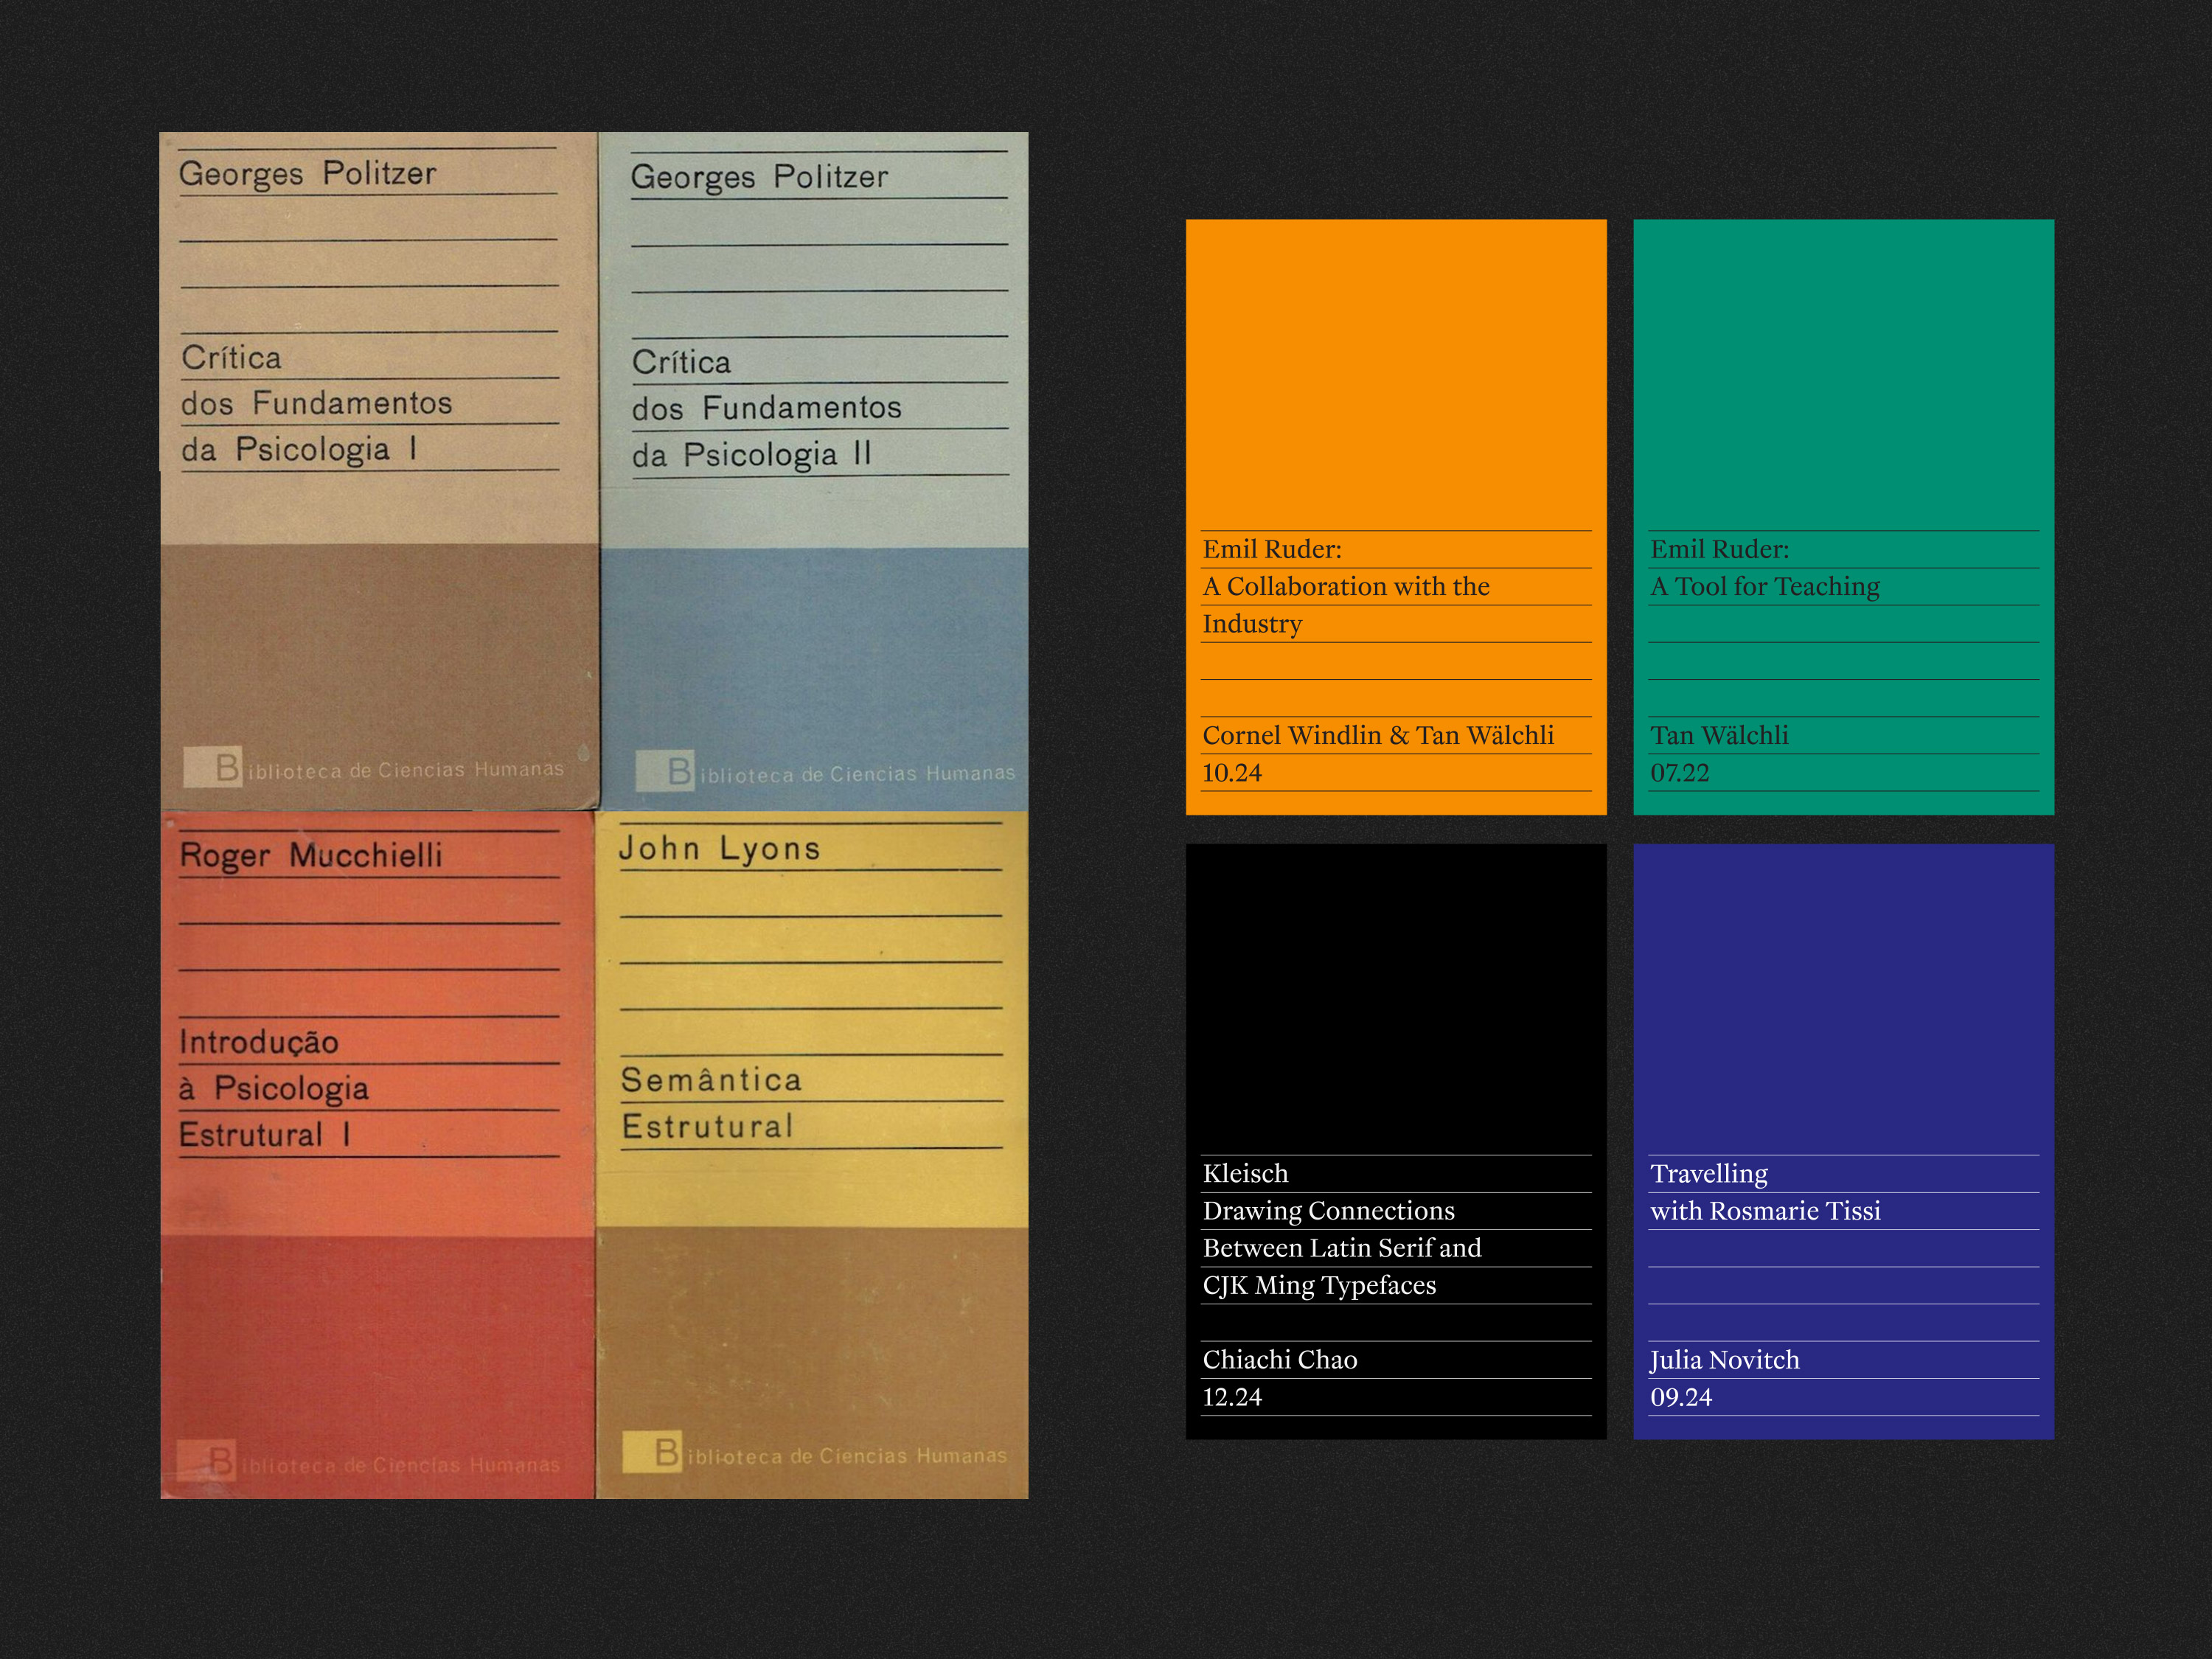 Georges Politzer
Crítica
dos Fundamentos
da Psicologia I
Biblioteca de Ciencias Humanas
Georges Politzer
Crítica
dos Fundamentos
da Psicologia II
Biblioteca de Ciencias Humanas
Roger Mucchielli
Introdução
à Psicologia
Estrutural I
Biblioteca de Ciencias Humanas
John Lyons
Semântica
Estrutural
Biblioteca de Ciencias Humanas
Emil Ruder:
A Collaboration with the
Industry
Cornel Windlin & Tan Wälchli
10.24
Emil Ruder:
A Tool for Teaching
Tan Wälchli
07.22
Kleisch
Drawing Connections
Between Latin Serif and
CJK Ming Typefaces
Chiachi Chao
12.24
Travelling
with Rosmarie Tissi
Julia Novitch
09.24